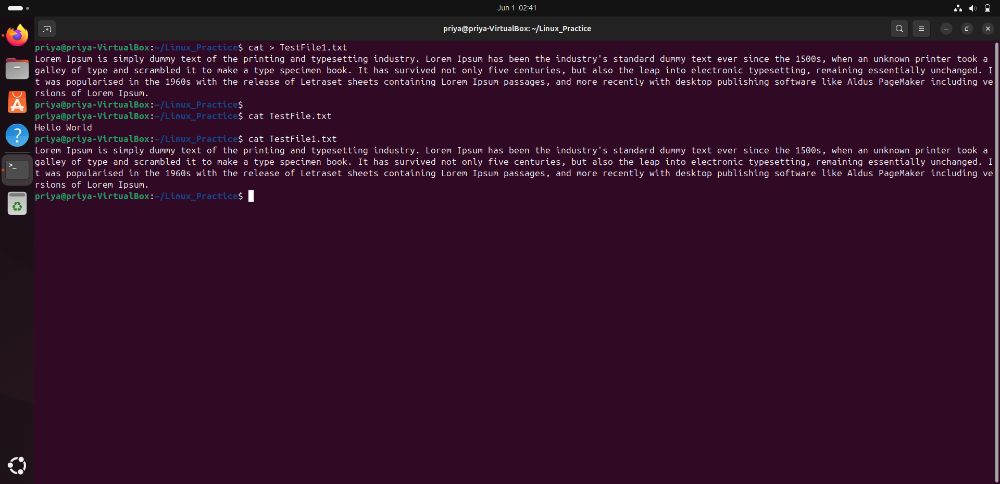 Jun 1 02:41
priya@priya-VirtualBox: ~/Linux_Practice
priya@priya-VirtualBox:~/Linux_Practice$ cat > TestFile1.txt
Lorem Ipsum is simply dummy text of the printing and typesetting industry. Lorem Ipsum has been the industry's standard dummy text ever since the 1500s, when an unknown printer took a
galley of type and scrambled it to make a type specimen book. It has survived not only five centuries, but also the leap into electronic typesetting, remaining essentially unchanged. I
t was popularised in the 1960s with the release of Letraset sheets containing Lorem Ipsum passages, and more recently with desktop publishing software like Aldus PageMaker including ve
rsions of Lorem Ipsum.
priya@priya-VirtualBox:~/Linux_Practice$
priya@priya-VirtualBox:~/Linux_Practice$ cat TestFile.txt
Hello World
priya@priya-VirtualBox:~/Linux_Practice$ cat TestFile1.txt
Lorem Ipsum is simply dummy text of the printing and typesetting industry. Lorem Ipsum has been the industry's standard dummy text ever since the 1500s, when an unknown printer took a
galley of type and scrambled it to make a type specimen book. It has survived not only five centuries, but also the leap into electronic typesetting, remaining essentially unchanged. I
t was popularised in the 1960s with the release of Letraset sheets containing Lorem Ipsum passages, and more recently with desktop publishing software like Aldus PageMaker including ve
rsions of Lorem Ipsum.
priya@priya-VirtualBox:~/Linux_Practice$